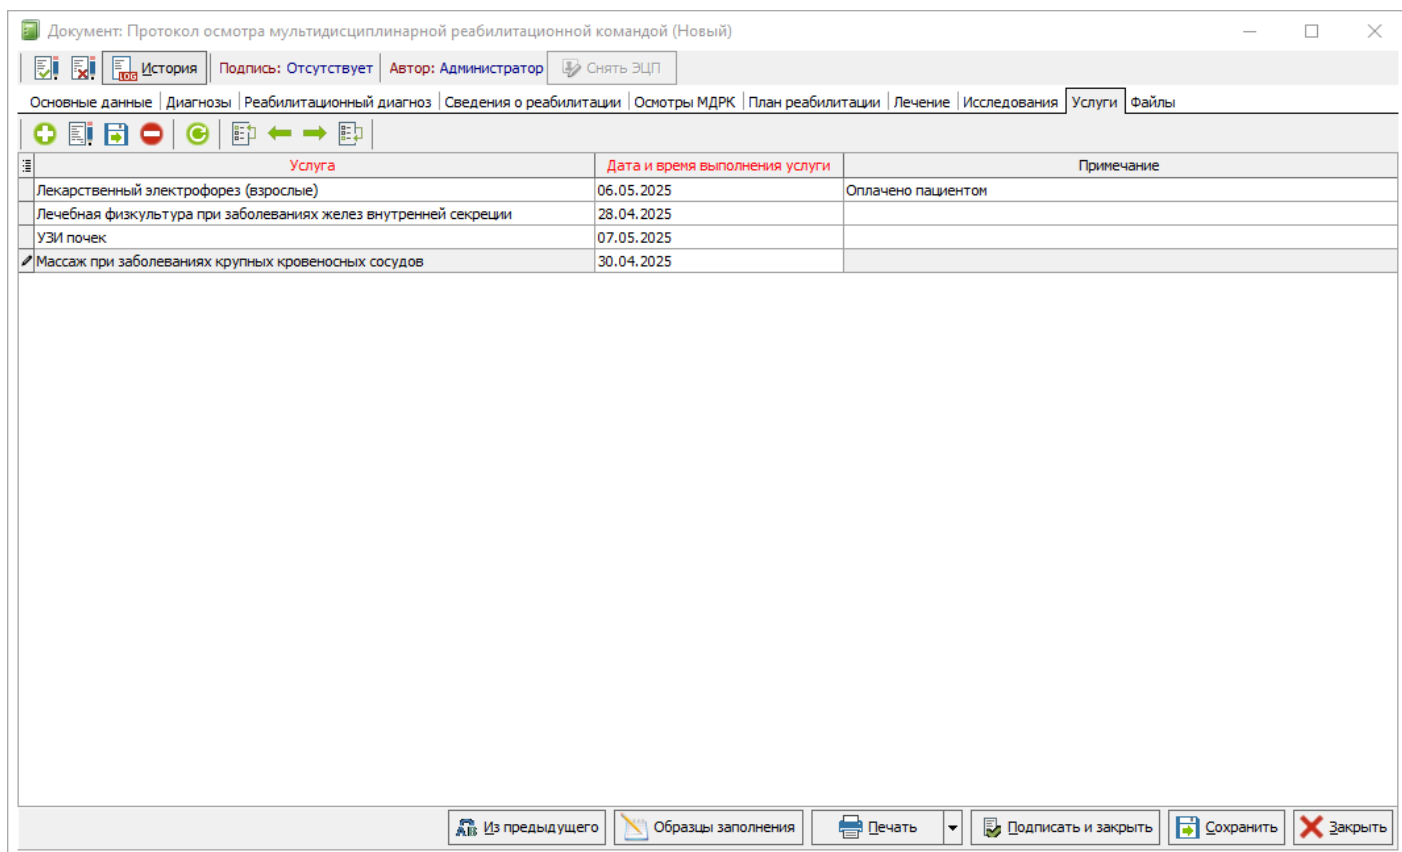 Документ: Протокол осмотра мультидисциплинарной реабилитационной командой (Новый)
LOG История Подпись: Отсутствует Автор: Администратор Снять ЭЦП
Основные данные Диагнозы Реабилитационный диагноз Сведения о реабилитации Осмотры МДРК План реабилитации Лечение Исследования Услуги Файлы
Услуга Дата и время выполнения услуги Примечание
Лекарственный электрофорез (взрослые) 06.05.2025 Оплачено пациентом
Лечебная физкультура при заболеваниях желез внутренней секреции 28.04.2025
УЗИ почек 07.05.2025
Массаж при заболеваниях крупных кровеносных сосудов 30.04.2025
Из предыдущего Образцы заполнения Печать Подписать и закрыть Сохранить Закрыть